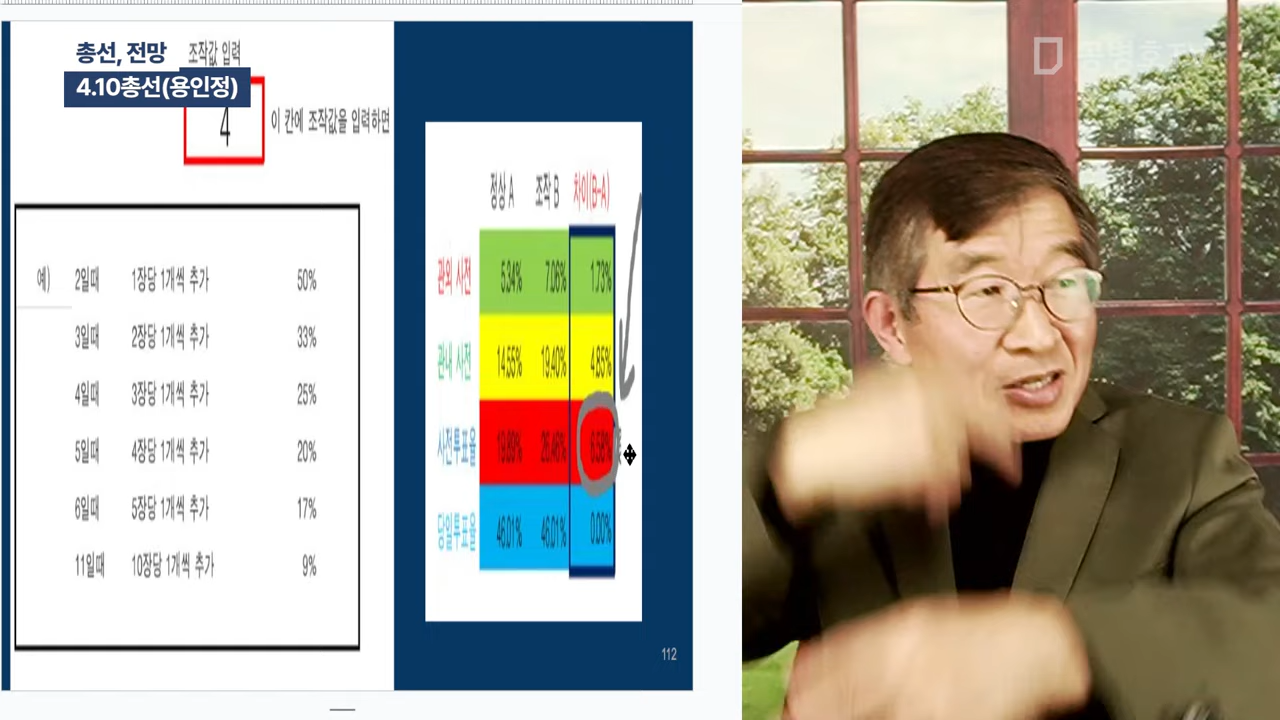 총선, 전망
4.10총선(용인정)
조작값 입력
4
이 칸에 조작값을 입력하면
예) 2일때 1장당 1개씩 추가 50%
3일때 2장당 1개씩 추가 33%
4일때 3장당 1개씩 추가 25%
5일때 4장당 1개씩 추가 20%
6일때 5장당 1개씩 추가 17%
11일때 10장당 1개씩 추가 9%
정상 A 조작 B 차이(B-A)
관외 사전 5.34% 7.06% 1.73%
관내 사전 14.55% 19.40% 4.85%
사전투표율 19.89% 26.46% 6.58%
당일투표율 46.01% 46.01% 0.00%
112
공병호TV